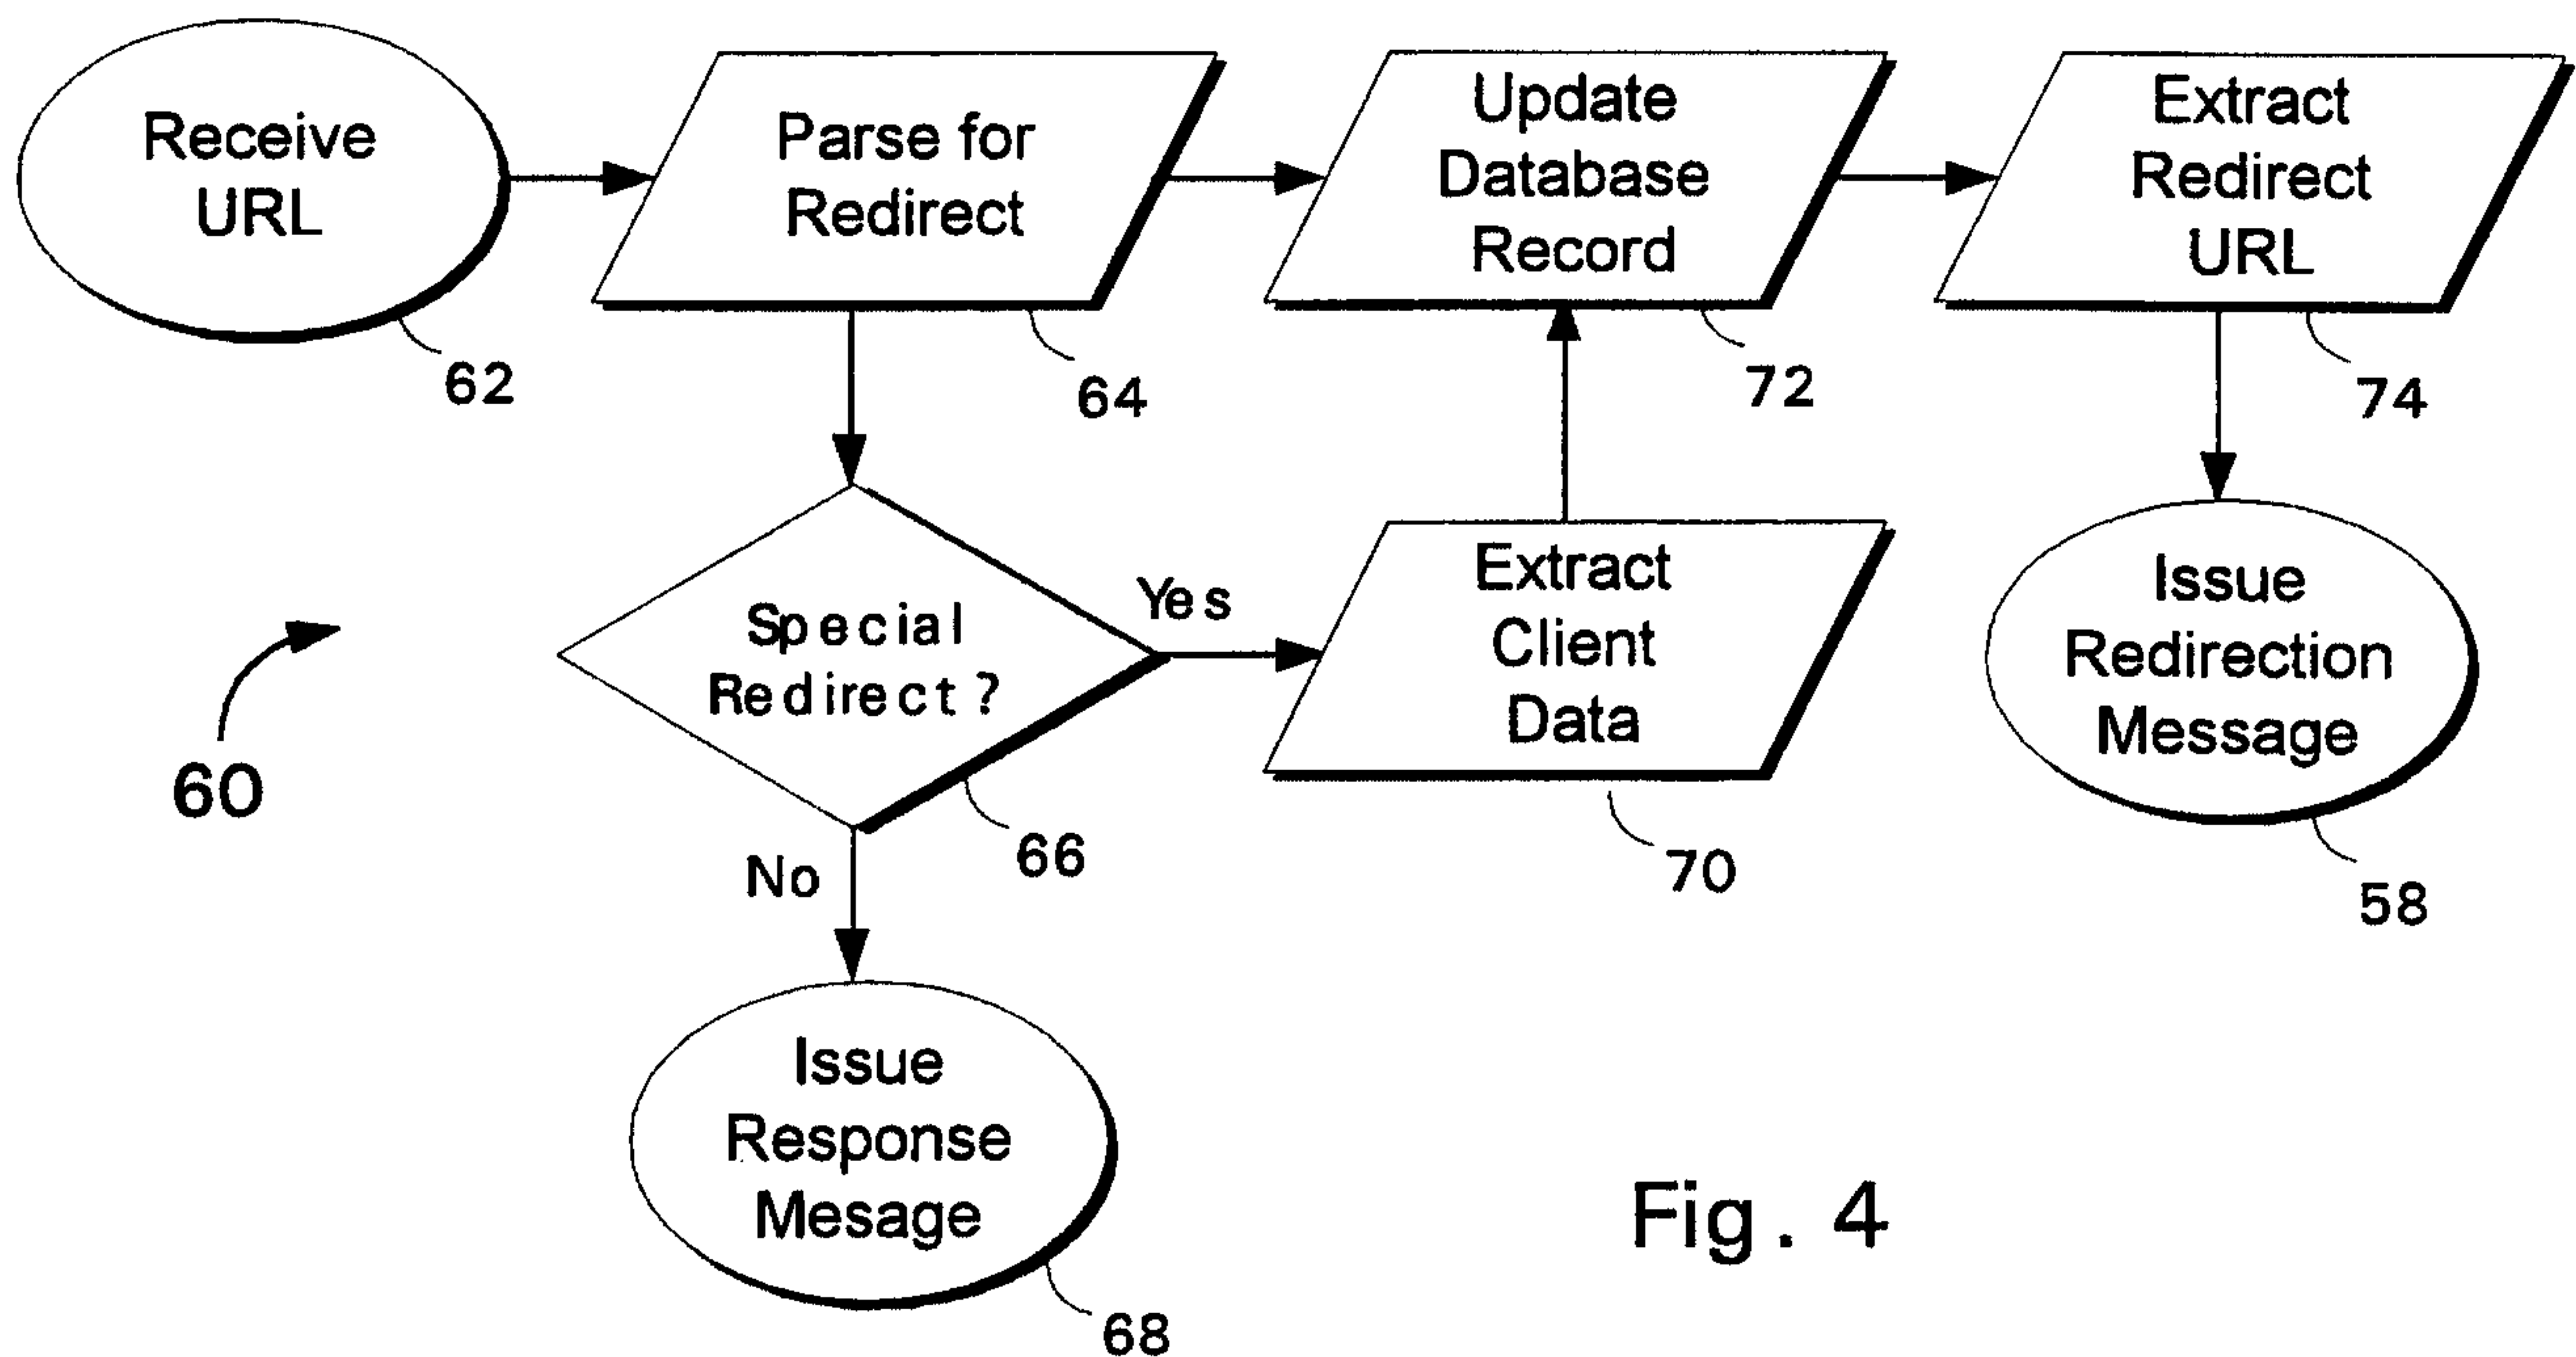 Receive
URL
62
Parse for
Redirect
64
Update
Database
Record
72
Extract
Redirect
URL
74
Special
Redirect?
66
Yes
No
Extract
Client
Data
70
Issue
Redirection
Message
58
60
Issue
Response
Mesage
68
Fig. 4